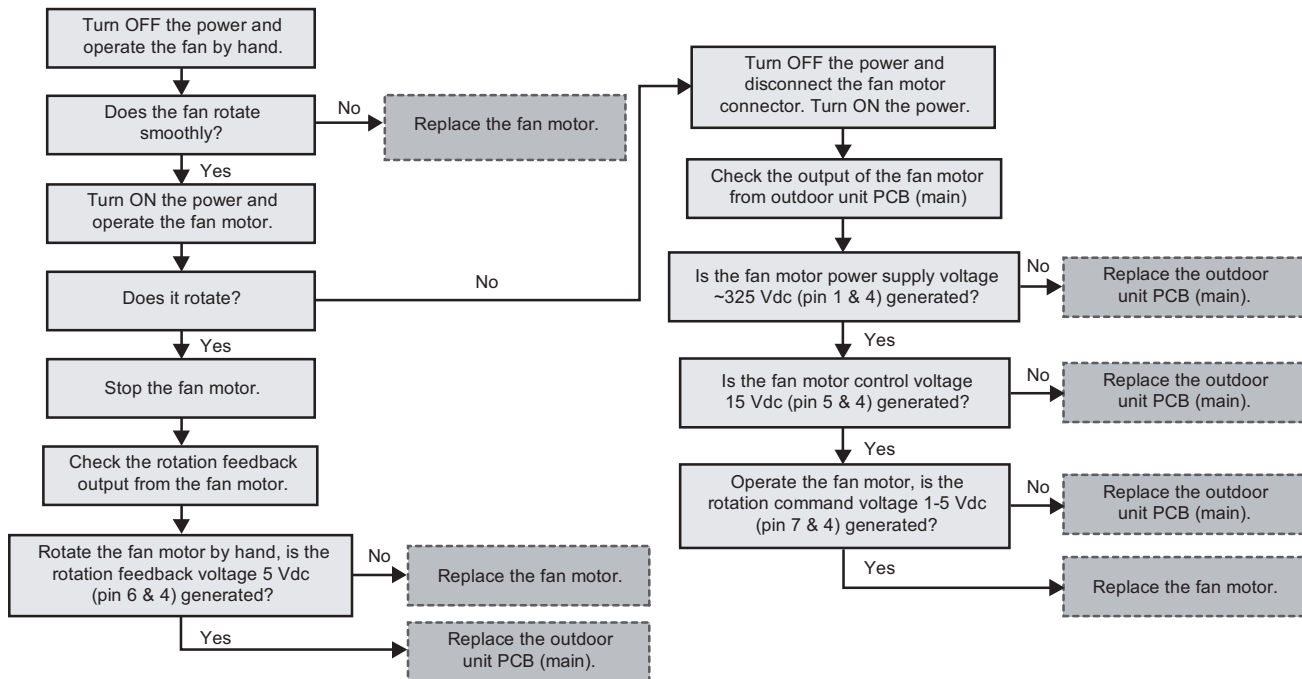 Turn OFF the power and
operate the fan by hand.
Does the fan rotate
smoothly?
No
Replace the fan motor.
Yes
Turn ON the power and
operate the fan motor.
Does it rotate?
No
Yes
Stop the fan motor.
Check the rotation feedback
output from the fan motor.
Rotate the fan motor by hand, is the
rotation feedback voltage 5 Vdc
(pin 6 & 4) generated?
No
Replace the fan motor.
Yes
Replace the outdoor
unit PCB (main).
Turn OFF the power and
disconnect the fan motor
connector. Turn ON the power.
Check the output of the fan motor
from outdoor unit PCB (main)
Is the fan motor power supply voltage
~325 Vdc (pin 1 & 4) generated?
No
Replace the outdoor
unit PCB (main).
Yes
Is the fan motor control voltage
15 Vdc (pin 5 & 4) generated?
No
Replace the outdoor
unit PCB (main).
Yes
Operate the fan motor, is the
rotation command voltage 1-5 Vdc
(pin 7 & 4) generated?
No
Replace the outdoor
unit PCB (main).
Yes
Replace the fan motor.